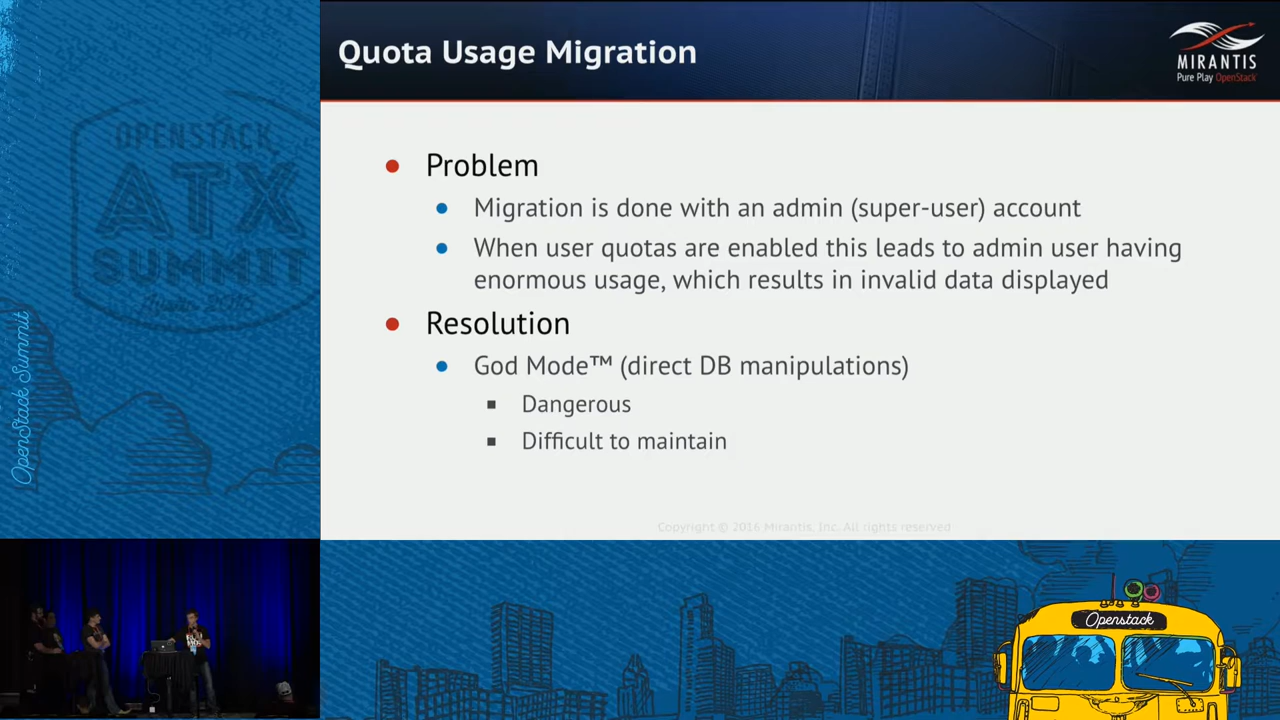 Quota Usage Migration
MIRANTIS
Pure Play OpenStack
Problem
Migration is done with an admin (super-user) account
When user quotas are enabled this leads to admin user having
enormous usage, which results in invalid data displayed
Resolution
God Mode™ (direct DB manipulations)
Dangerous
Difficult to maintain
Copyright © 2016 Mirantis, Inc. All rights reserved
OPENSTACK
ATX
SUMMIT
OpenStack Summit
Openstack